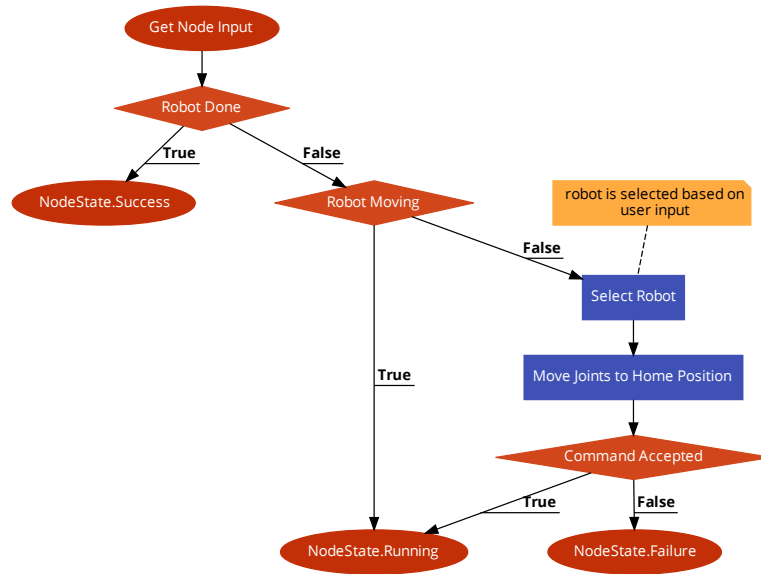 Get Node Input
Robot Done
True
False
NodeState.Success
Robot Moving
robot is selected based on
user input
False
Select Robot
True
Move Joints to Home Position
Command Accepted
True
False
NodeState.Running
NodeState.Failure